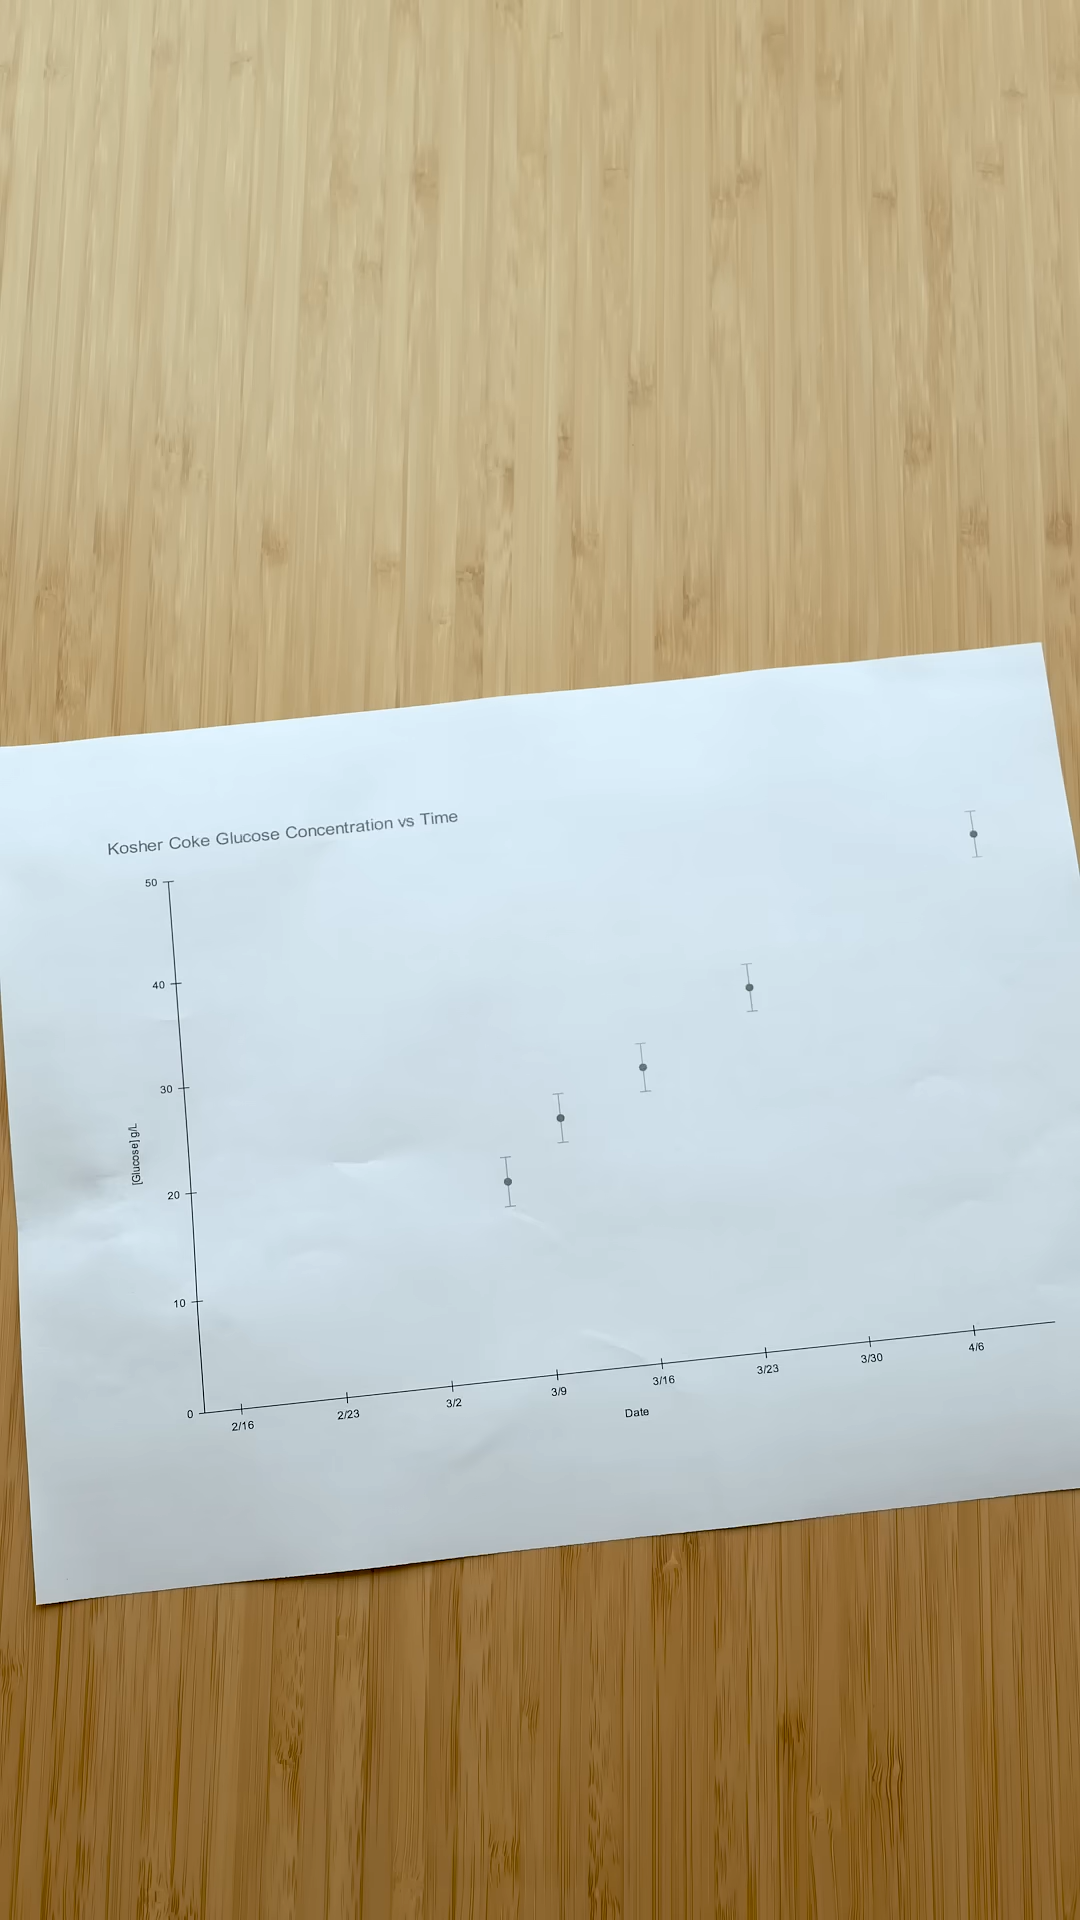 Kosher Coke Glucose Concentration vs Time
50
40
30
20
10
0
[Glucose] g/L
2/16 2/23 3/2 3/9 3/16 3/23 3/30 4/6
Date